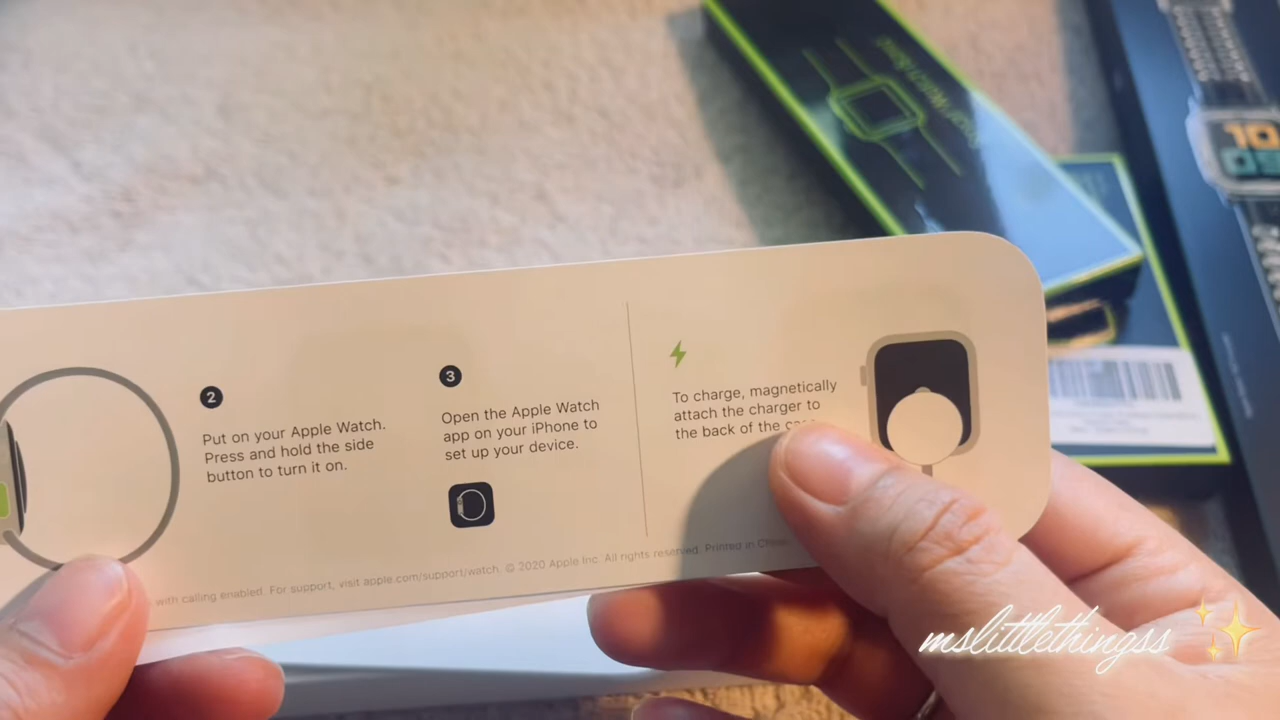 2
Put on your Apple Watch.
Press and hold the side
button to turn it on.
3
Open the Apple Watch
app on your iPhone to
set up your device.
To charge, magnetically
attach the charger to
the back of the
with calling enabled. For support, visit apple.com/support/watch. © 2020 Apple Inc. All rights reserved. Printed in
10
09
mslittlethingss